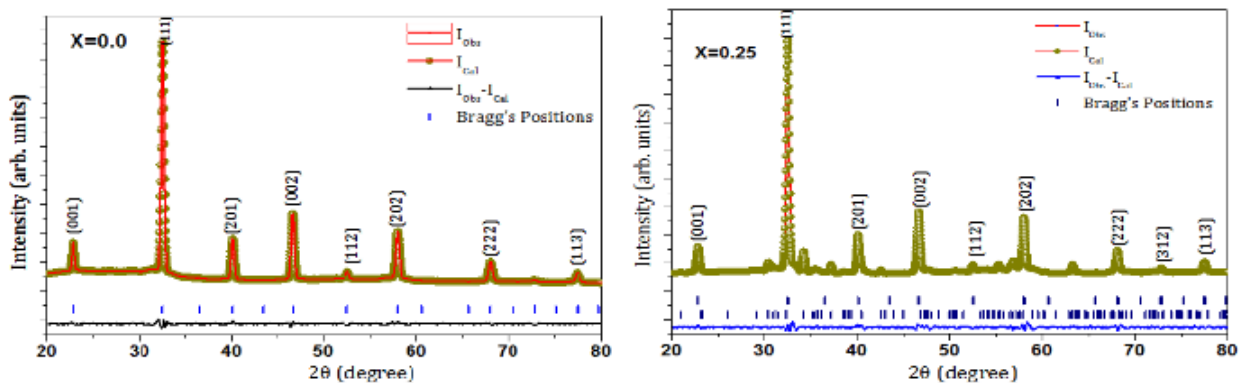 X=0.0
I_Obs
I_Cal
I_Obs-I_Cal
Bragg's Positions
[001]
[111]
[201]
[002]
[112]
[202]
[222]
[113]
Intensity (arb. units)
20 30 40 50 60 70 80
2θ (degree)
X=0.25
I_Obs
I_Cal
I_Obs-I_Cal
Bragg's Positions
[001]
[111]
[201]
[002]
[112]
[202]
[222]
[312]
[113]
Intensity (arb. units)
20 30 40 50 60 70 80
2θ (degree)